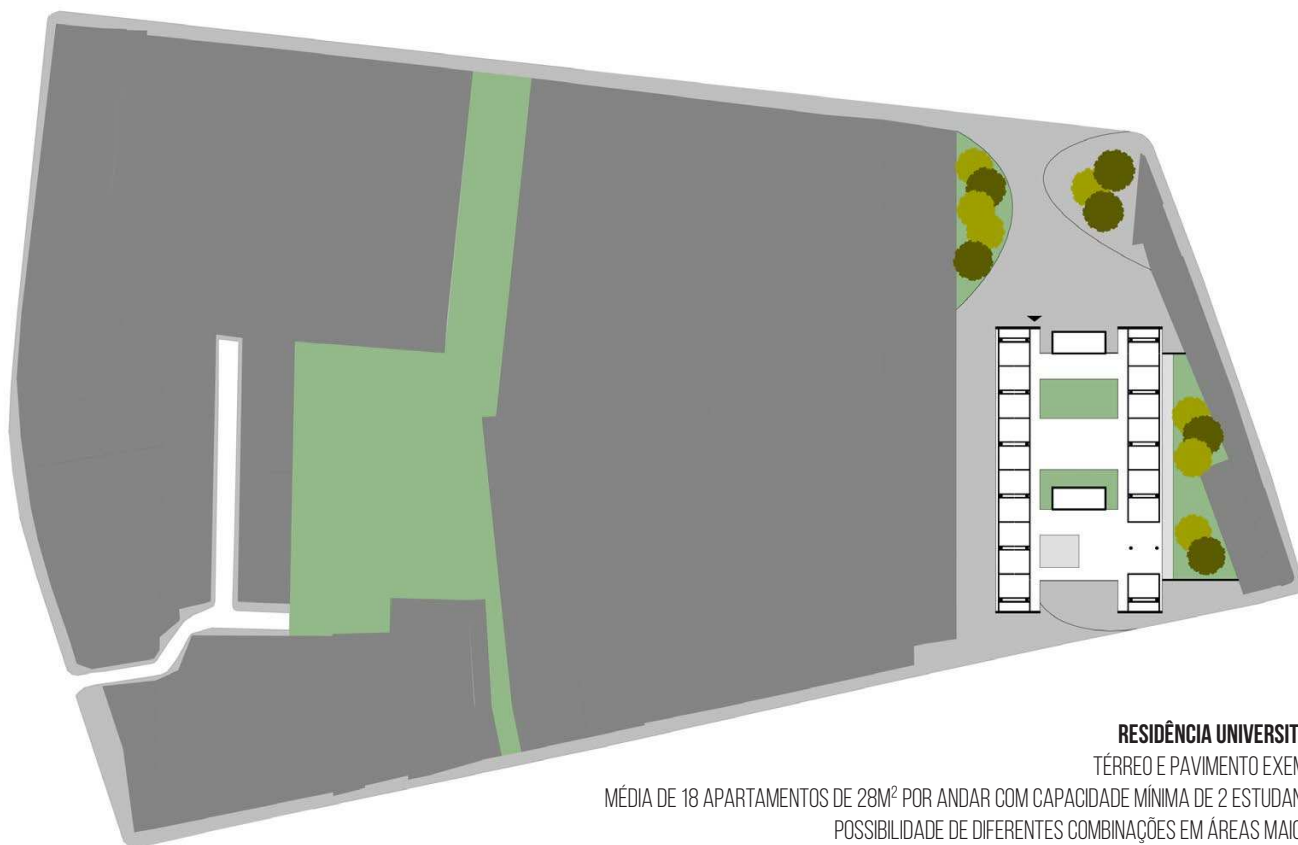 RESIDÊNCIA UNIVERSIT
TÉRREO E PAVIMENTO EXEM
MÉDIA DE 18 APARTAMENTOS DE 28M² POR ANDAR COM CAPACIDADE MÍNIMA DE 2 ESTUDAN
POSSIBILIDADE DE DIFERENTES COMBINAÇÕES EM ÁREAS MAIO